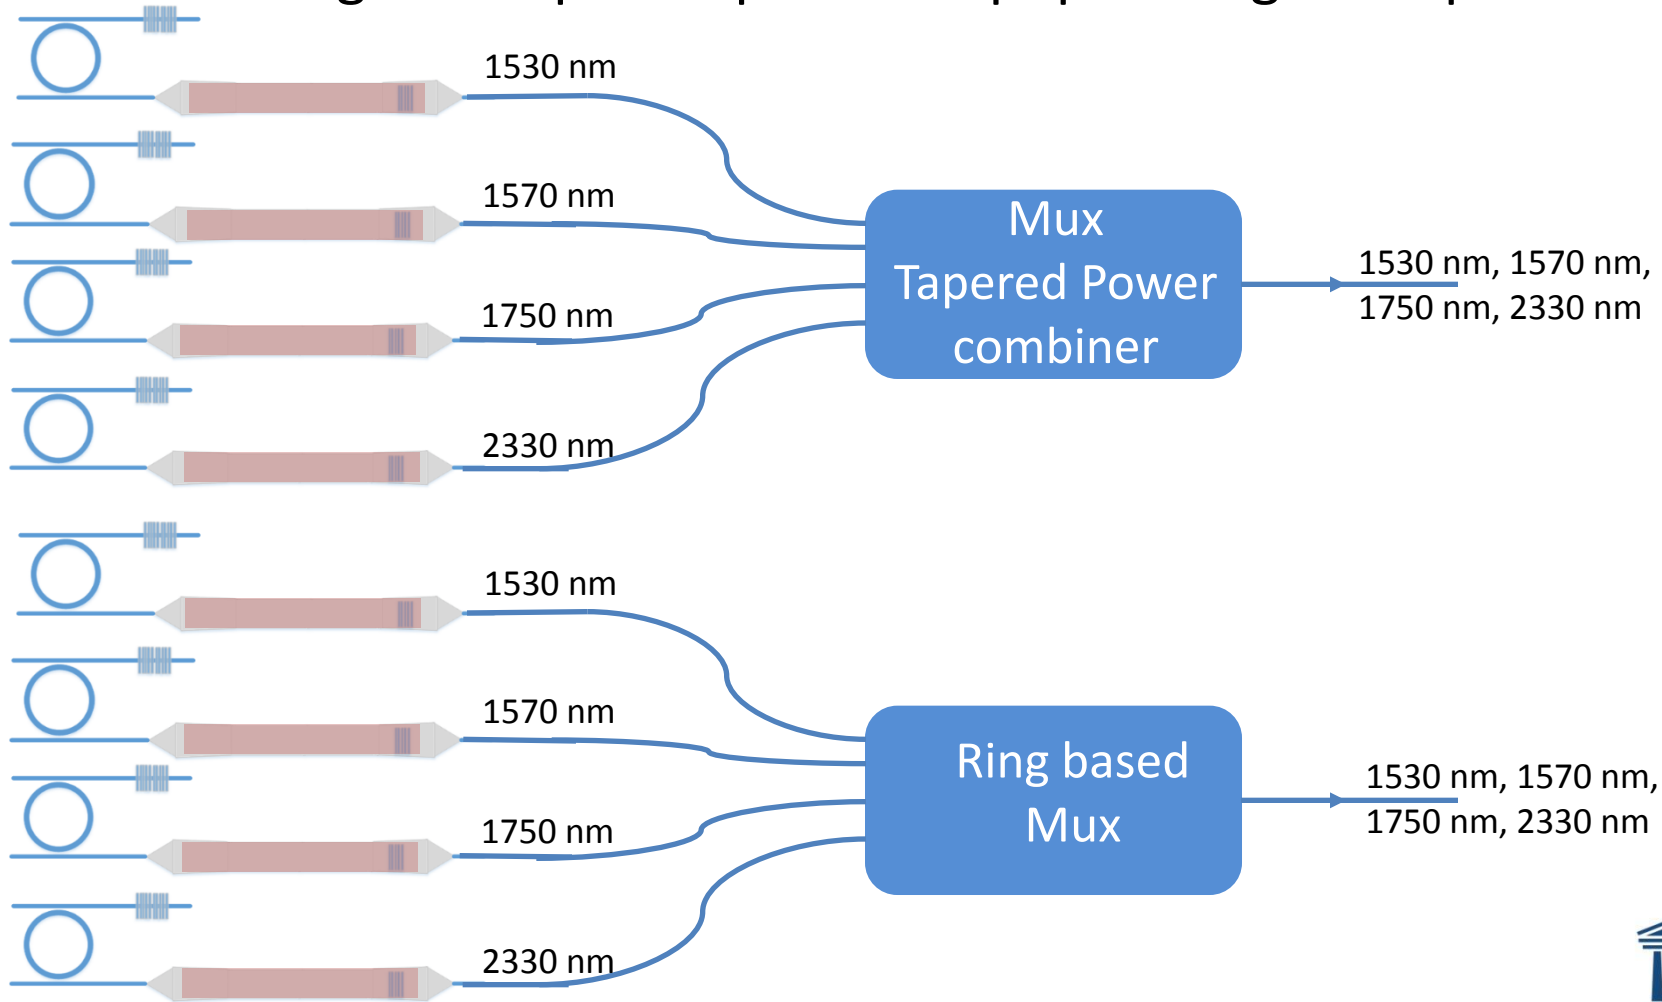 1530 nm
1570 nm
1750 nm
2330 nm
Mux
Tapered Power
combiner
1530 nm, 1570 nm,
1750 nm, 2330 nm
1530 nm
1570 nm
1750 nm
2330 nm
Ring based
Mux
1530 nm, 1570 nm,
1750 nm, 2330 nm